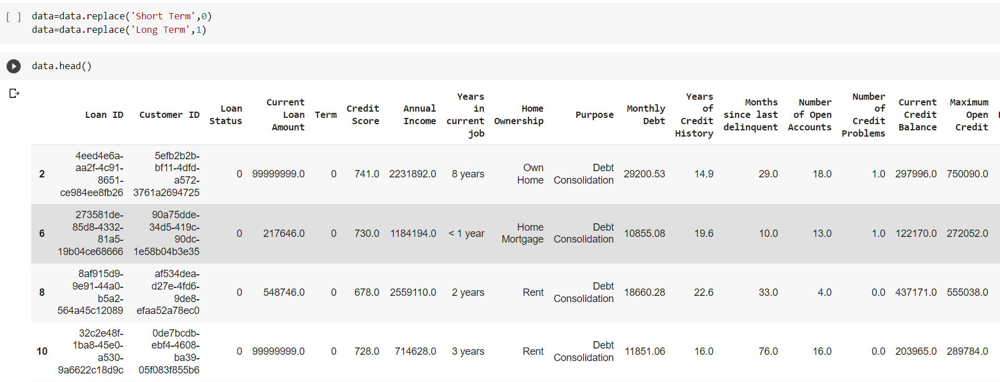 [ ] data=data.replace('Short Term',0)
data=data.replace('Long Term',1)
data.head()
Loan ID Customer ID Loan Status Current Loan Amount Term Credit Score Annual Income Years in current job Home Ownership Purpose Monthly Debt Years of Credit History Months since last delinquent Number of Open Accounts Number of Credit Problems Current Credit Balance Maximum Open Credit
2 4eed4e6a-aa2f-4c91-8651-ce984ee8fb26 5efb2b2b-bf11-4dfd-a572-3761a2694725 0 99999999.0 0 741.0 2231892.0 8 years Own Home Debt Consolidation 29200.53 14.9 29.0 18.0 1.0 297996.0 750090.0
6 273581de-85d8-4332-81a5-19b04ce68666 90a75dde-34d5-419c-90dc-1e58b04b3e35 0 217646.0 0 730.0 1184194.0 < 1 year Home Mortgage Debt Consolidation 10855.08 19.6 10.0 13.0 1.0 122170.0 272052.0
8 8af915d9-9e91-44a0-b5a2-564a45c12089 af534dea-d27e-4fd6-9de8-efaa52a78ec0 0 548746.0 0 678.0 2559110.0 2 years Rent Debt Consolidation 18660.28 22.6 33.0 4.0 0.0 437171.0 555038.0
10 32c2e48f-1ba8-45e0-a530-9a6622c18d9c 0de7bcdb-ebf4-4608-ba39-05f083f855b6 0 99999999.0 0 728.0 714628.0 3 years Rent Debt Consolidation 11851.06 16.0 76.0 16.0 0.0 203965.0 289784.0